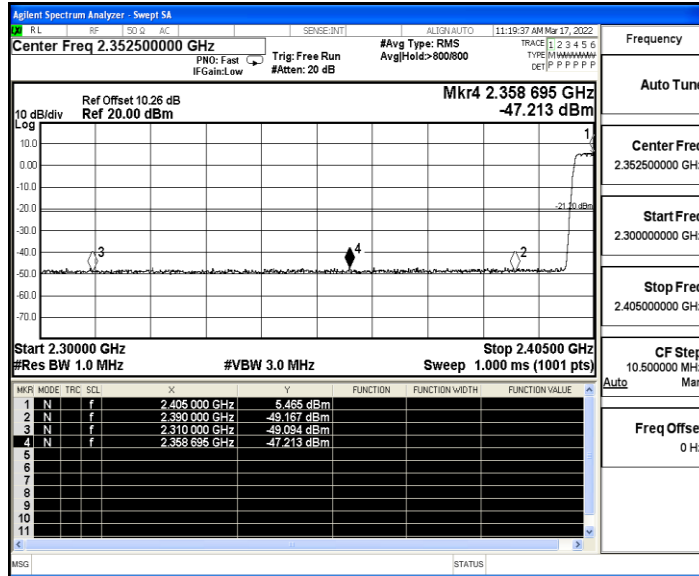 Agilent Spectrum Analyzer - Swept SA
RL RF 50 Ω AC SENSE:INT ALIGN AUTO 11:19:37 AM Mar 17, 2022
Center Freq 2.352500000 GHz #Avg Type: RMS TRACE 1 2 3 4 5 6
PNO: Fast Trig: Free Run Avg|Hold:>800/800 TYPE
IFGain:Low #Atten: 20 dB DET P P P P P P
Mkr4 2.358 695 GHz
Ref Offset 10.26 dB
10 dB/div Ref 20.00 dBm -47.213 dBm
Log
1
10.0
0.00
-10.0
-21.20 dBm
-20.0
-30.0
-40.0
3 4 2
-50.0
-60.0
-70.0
Start 2.30000 GHz Stop 2.40500 GHz
#Res BW 1.0 MHz #VBW 3.0 MHz Sweep 1.000 ms (1001 pts)
MKR MODE TRC SCL X Y FUNCTION FUNCTION WIDTH FUNCTION VALUE
1 N f 2.405 000 GHz 5.465 dBm
2 N f 2.390 000 GHz -49.167 dBm
3 N f 2.310 000 GHz -49.094 dBm
4 N f 2.358 695 GHz -47.213 dBm
5
6
7
8
9
10
11
MSG STATUS
Frequency
Auto Tune
Center Freq
2.352500000 GHz
Start Freq
2.300000000 GHz
Stop Freq
2.405000000 GHz
CF Step
10.500000 MHz
Auto Man
Freq Offset
0 Hz